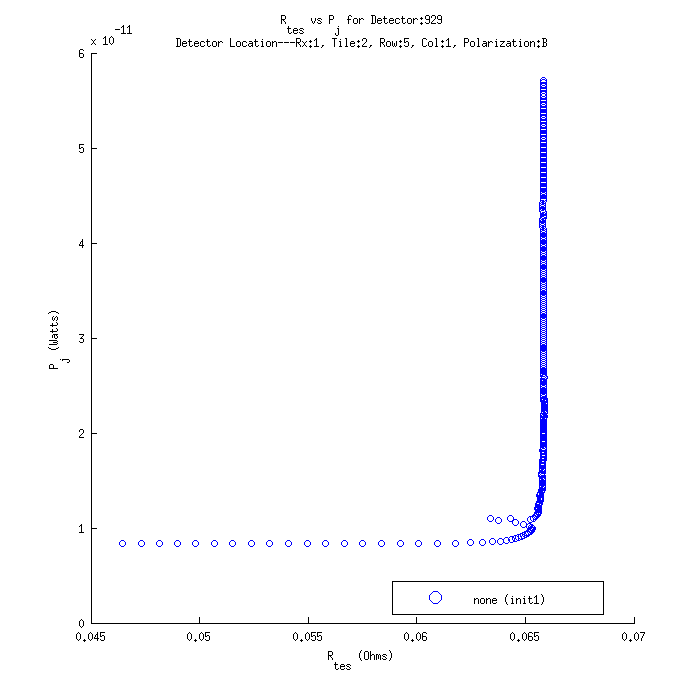 R_tes vs P_j for Detector:929
x 10^-11
Detector Location---Rx:1, Tile:2, Row:5, Col:1, Polarization:B
6
5
4
3
2
1
0
P_j (Watts)
none (init1)
0.045 0.05 0.055 0.06 0.065 0.07
R_tes (Ohms)